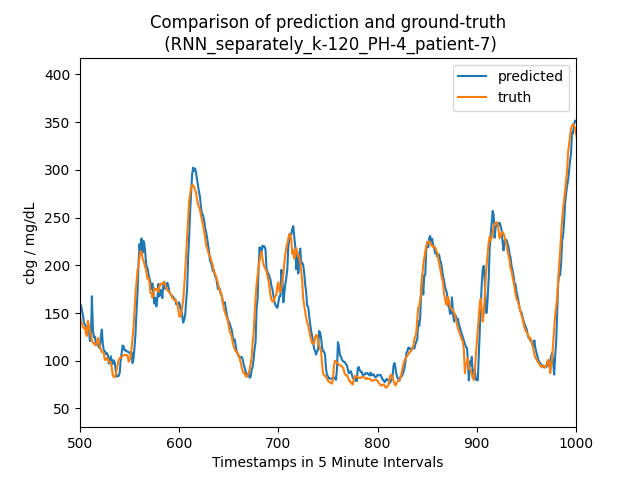 Comparison of prediction and ground-truth
(RNN_separately_k-120_PH-4_patient-7)
predicted
truth
400
350
300
250
200
150
100
50
cbg / mg/dL
500 600 700 800 900 1000
Timestamps in 5 Minute Intervals